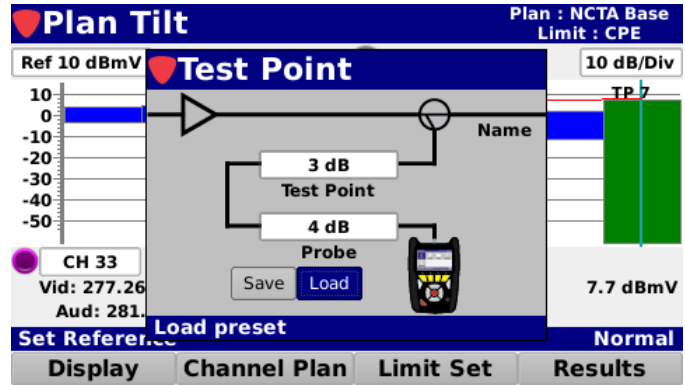 Plan Tilt
Plan : NCTA Base
Limit : CPE
Ref 10 dBmV
10 dB/Div
Test Point
TP 7
10
0
-10
-20
-30
-40
-50
Name
3 dB
Test Point
4 dB
Probe
Save
Load
CH 33
Vid: 277.26
Aud: 281.
7.7 dBmV
Load preset
Set Reference
Normal
Display
Channel Plan
Limit Set
Results